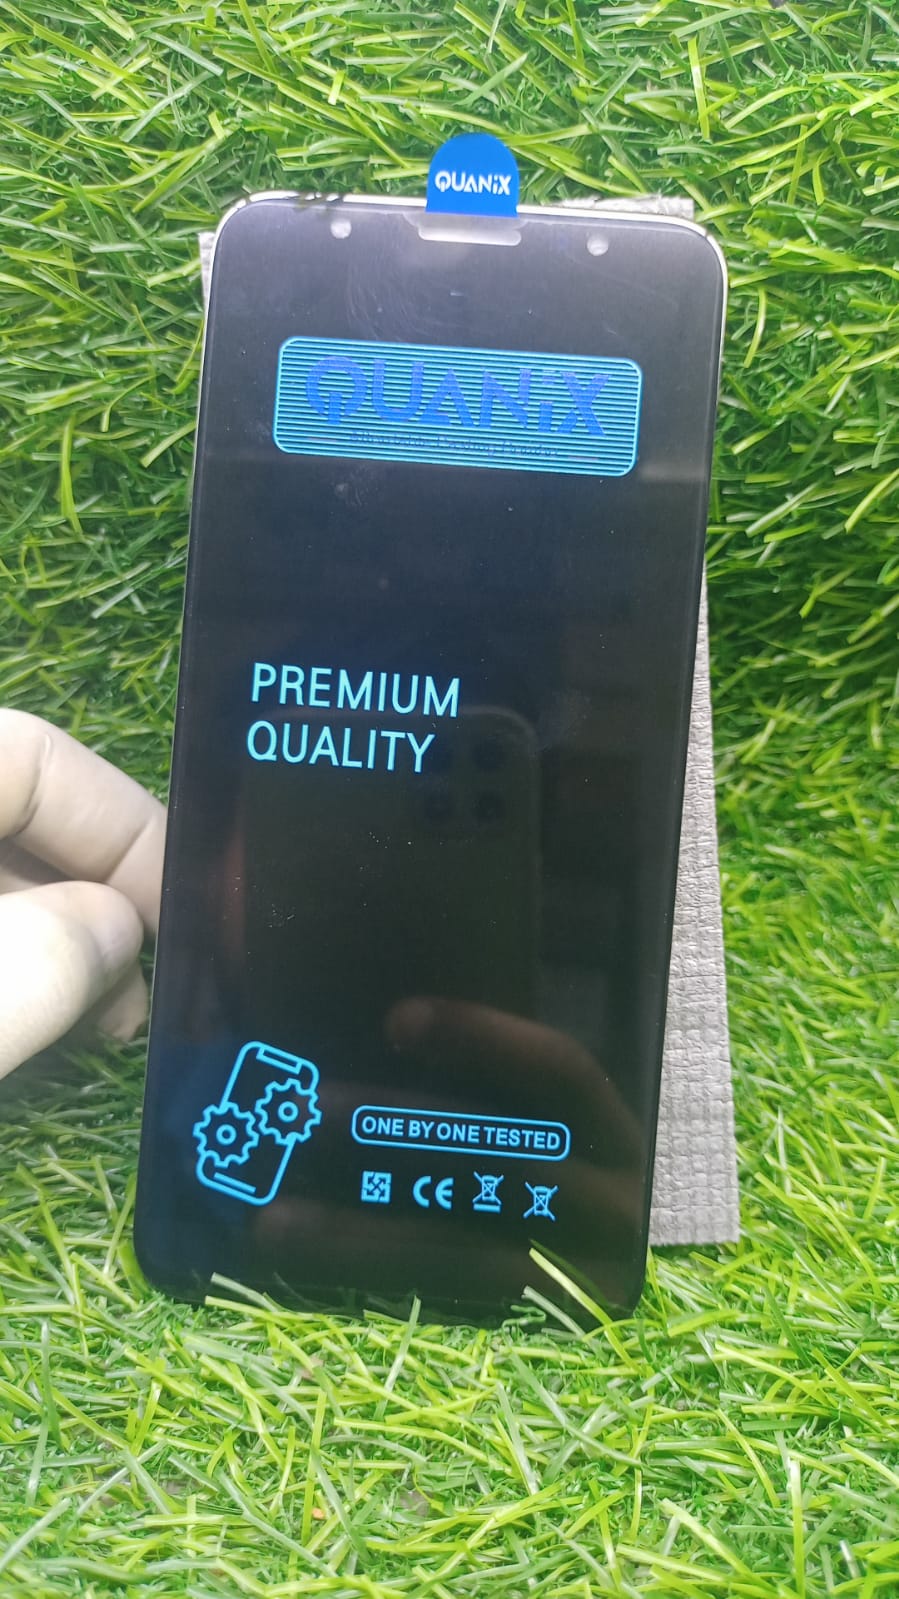 QUANiX
QUANiX
PREMIUM
QUALITY
ONE BY ONE TESTED
CE